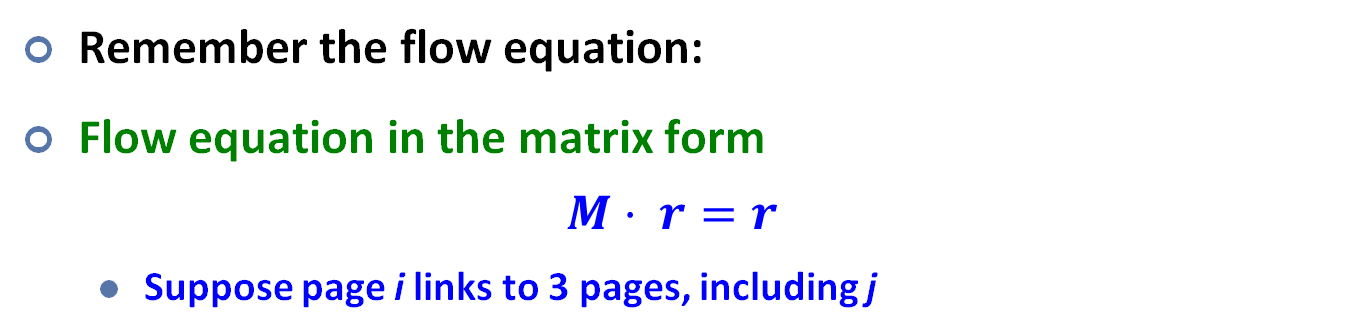 Remember the flow equation:
Flow equation in the matrix form
M · r = r
Suppose page i links to 3 pages, including j